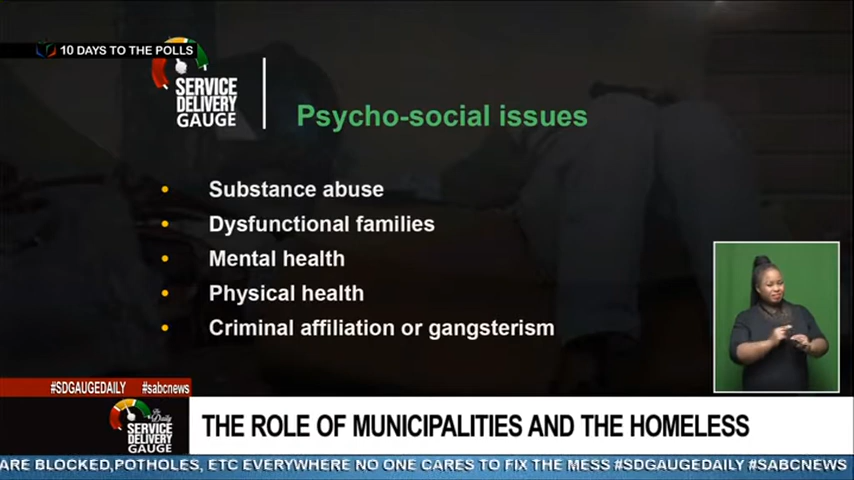 10 DAYS TO THE POLLS
SERVICE
DELIVERY
GAUGE
Psycho-social issues
• Substance abuse
• Dysfunctional families
• Mental health
• Physical health
• Criminal affiliation or gangsterism
#SDGAUGEDAILY #sabcnews
The Daily
SERVICE
DELIVERY
GAUGE
THE ROLE OF MUNICIPALITIES AND THE HOMELESS
ARE BLOCKED,POTHOLES, ETC EVERYWHERE NO ONE CARES TO FIX THE MESS #SDGAUGEDAILY #SABCNEWS